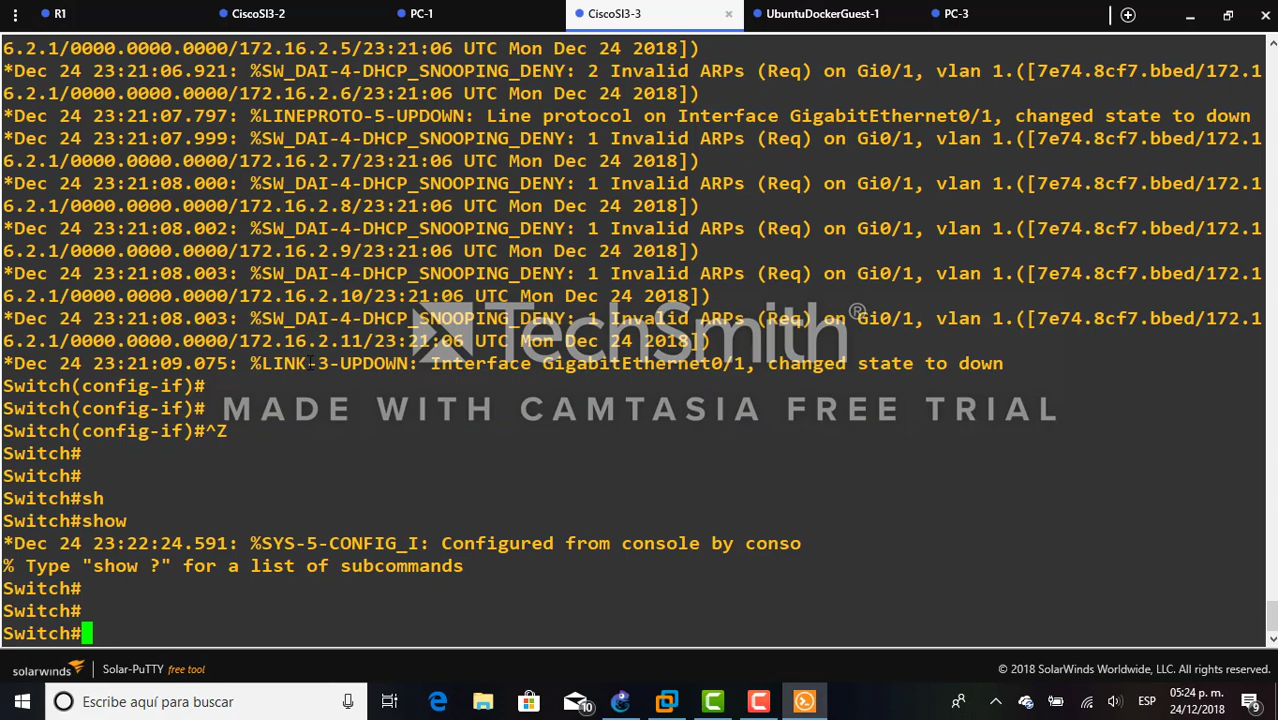 R1 CiscoSI3-2 PC-1 CiscoSI3-3 × UbuntuDockerGuest-1 PC-3
6.2.1/0000.0000.0000/172.16.2.5/23:21:06 UTC Mon Dec 24 2018])
*Dec 24 23:21:06.921: %SW_DAI-4-DHCP_SNOOPING_DENY: 2 Invalid ARPs (Req) on Gi0/1, vlan 1.([7e74.8cf7.bbed/172.1
6.2.1/0000.0000.0000/172.16.2.6/23:21:06 UTC Mon Dec 24 2018])
*Dec 24 23:21:07.797: %LINEPROTO-5-UPDOWN: Line protocol on Interface GigabitEthernet0/1, changed state to down
*Dec 24 23:21:07.999: %SW_DAI-4-DHCP_SNOOPING_DENY: 1 Invalid ARPs (Req) on Gi0/1, vlan 1.([7e74.8cf7.bbed/172.1
6.2.1/0000.0000.0000/172.16.2.7/23:21:06 UTC Mon Dec 24 2018])
*Dec 24 23:21:08.000: %SW_DAI-4-DHCP_SNOOPING_DENY: 1 Invalid ARPs (Req) on Gi0/1, vlan 1.([7e74.8cf7.bbed/172.1
6.2.1/0000.0000.0000/172.16.2.8/23:21:06 UTC Mon Dec 24 2018])
*Dec 24 23:21:08.002: %SW_DAI-4-DHCP_SNOOPING_DENY: 1 Invalid ARPs (Req) on Gi0/1, vlan 1.([7e74.8cf7.bbed/172.1
6.2.1/0000.0000.0000/172.16.2.9/23:21:06 UTC Mon Dec 24 2018])
*Dec 24 23:21:08.003: %SW_DAI-4-DHCP_SNOOPING_DENY: 1 Invalid ARPs (Req) on Gi0/1, vlan 1.([7e74.8cf7.bbed/172.1
6.2.1/0000.0000.0000/172.16.2.10/23:21:06 UTC Mon Dec 24 2018])
*Dec 24 23:21:08.003: %SW_DAI-4-DHCP_SNOOPING_DENY: 1 Invalid ARPs (Req) on Gi0/1, vlan 1.([7e74.8cf7.bbed/172.1
6.2.1/0000.0000.0000/172.16.2.11/23:21:06 UTC Mon Dec 24 2018])
TechSmith®
*Dec 24 23:21:09.075: %LINK-3-UPDOWN: Interface GigabitEthernet0/1, changed state to down
Switch(config-if)#
Switch(config-if)#
MADE WITH CAMTASIA FREE TRIAL
Switch(config-if)#^Z
Switch#
Switch#
Switch#sh
Switch#show
*Dec 24 23:22:24.591: %SYS-5-CONFIG_I: Configured from console by conso
% Type "show ?" for a list of subcommands
Switch#
Switch#
Switch#
solarwinds Solar-PuTTY free tool © 2018 SolarWinds Worldwide, LLC. All rights reserved.
Escribe aquí para buscar 10 ESP 05:24 p. m.
24/12/2018 9